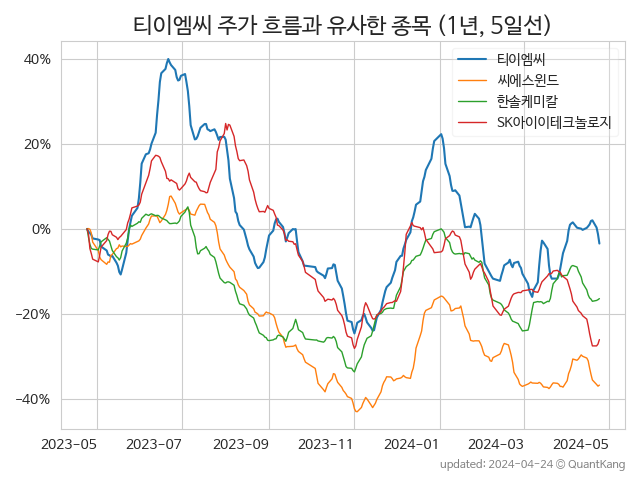 티이엠씨 주가 흐름과 유사한 종목 (1년, 5일선)
티이엠씨
씨에스윈드
한솔케미칼
SK아이이테크놀로지
40%
20%
0%
−20%
−40%
2023-05 2023-07 2023-09 2023-11 2024-01 2024-03 2024-05
updated: 2024-04-24 © QuantKang